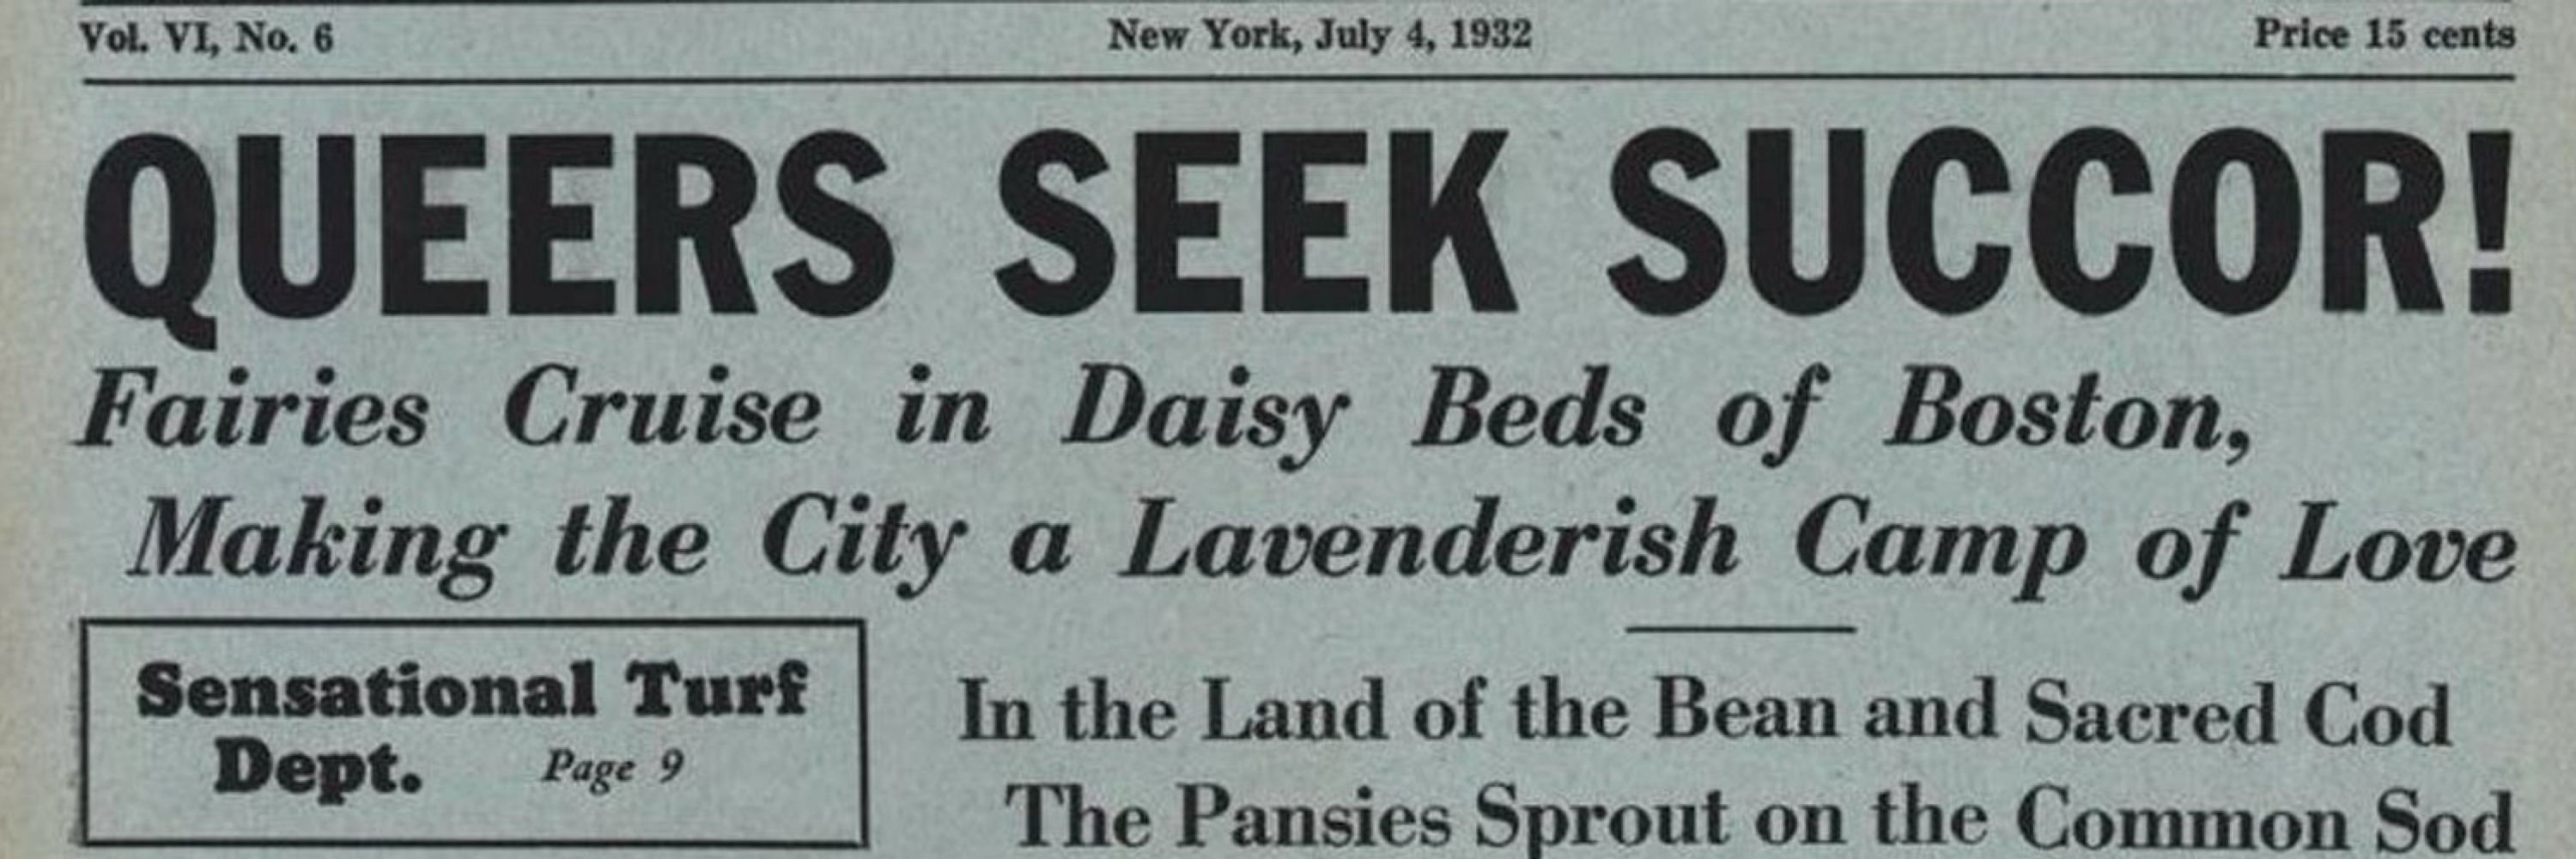 Vol. VI, No. 6 New York, July 4, 1932 Price 15 cents
QUEERS SEEK SUCCOR!
Fairies Cruise in Daisy Beds of Boston,
Making the City a Lavenderish Camp of Love
Sensational Turf
Dept. Page 9
In the Land of the Bean and Sacred Cod
The Pansies Sprout on the Common Sod